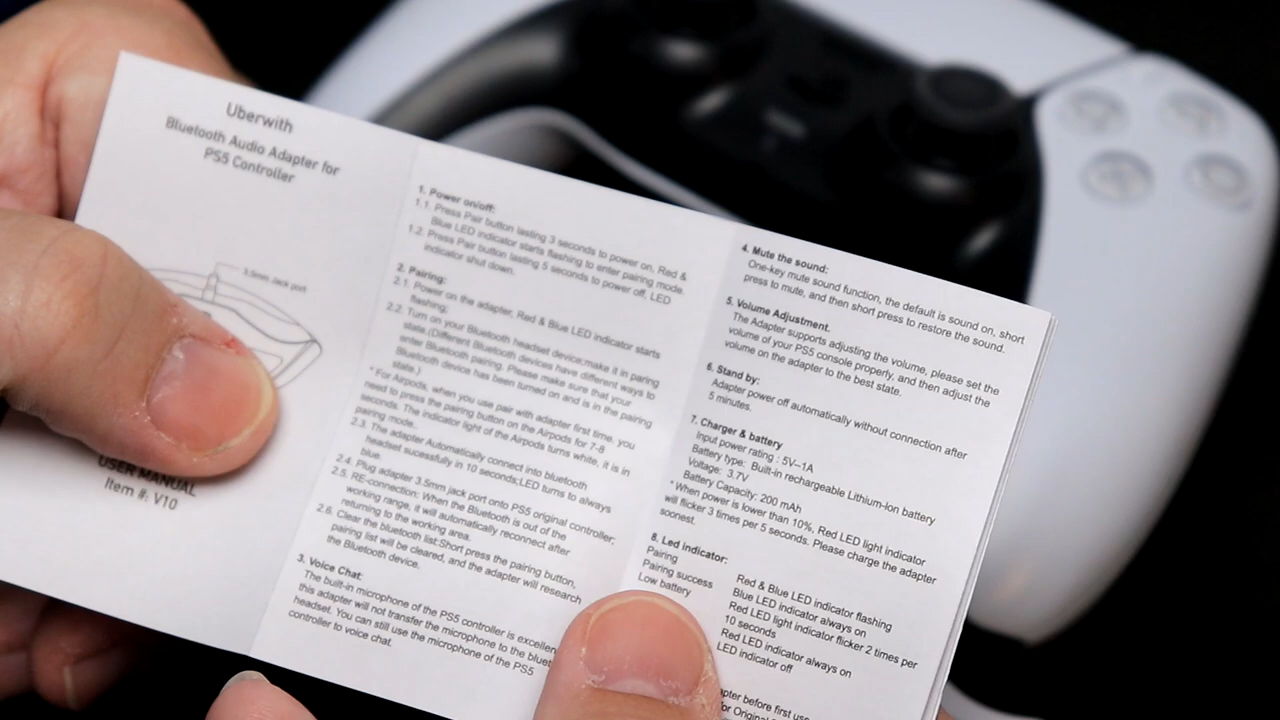 Uberwith
Bluetooth Audio Adapter for
PS5 Controller
3.5mm Jack port
USER MANUAL
Item #: V10
1. Power on/off:
1.1. Press Pair button lasting 3 seconds to power on, Red &
Blue LED indicator starts flashing to enter pairing mode.
1.2. Press Pair button lasting 5 seconds to power off, LED
indicator shut down.
2. Pairing:
2.1. Power on the adapter, Red & Blue LED indicator starts
flashing;
2.2. Turn on your Bluetooth headset device;make it in paring
state.(Different Bluetooth devices have different ways to
enter Bluetooth pairing. Please make sure that your
Bluetooth device has been turned on and is in the pairing
state.)
* For Airpods, when you use pair with adapter first time, you
need to press the pairing button on the Airpods for 7-8
seconds. The indicator light of the Airpods turns white, it is in
pairing mode.
2.3. The adapter Automatically connect into bluetooth
headset sucessfully in 10 seconds;LED turns to always
blue.
2.4. Plug adapter 3.5mm jack port onto PS5 original controller;
2.5. RE-connection: When the Bluetooth is out of the
working range, it will automatically reconnect after
returning to the working area.
2.6. Clear the bluetooth list:Short press the pairing button,
pairing list will be cleared, and the adapter will research
the Bluetooth device.
3. Voice Chat:
The built-in microphone of the PS5 controller is
this adapter will not transfer the microphone to the
headset. You can still use the microphone of the PS5
controller to voice chat.
4. Mute the sound:
One-key mute sound function, the default is sound on, short
press to mute, and then short press to restore the sound.
5. Volume Adjustment.
The Adapter supports adjusting the volume, please set the
volume of your PS5 console properly, and then adjust the
volume on the adapter to the best state.
6. Stand by:
Adapter power off automatically without connection after
5 minutes.
7. Charger & battery
Input power rating : 5V⎓1A
Battery type: Built-in rechargeable Lithium-Ion battery
Voltage: 3.7V
Battery Capacity: 200 mAh
* When power is lower than 10%, Red LED light indicator
will flicker 3 times per 5 seconds. Please charge the adapter
soonest.
8. Led indicator:
Pairing Red & Blue LED indicator flashing
Pairing success Blue LED indicator always on
Low battery Red LED light indicator flicker 2 times per
10 seconds
Red LED indicator always on
LED indicator off
before first use
for Original